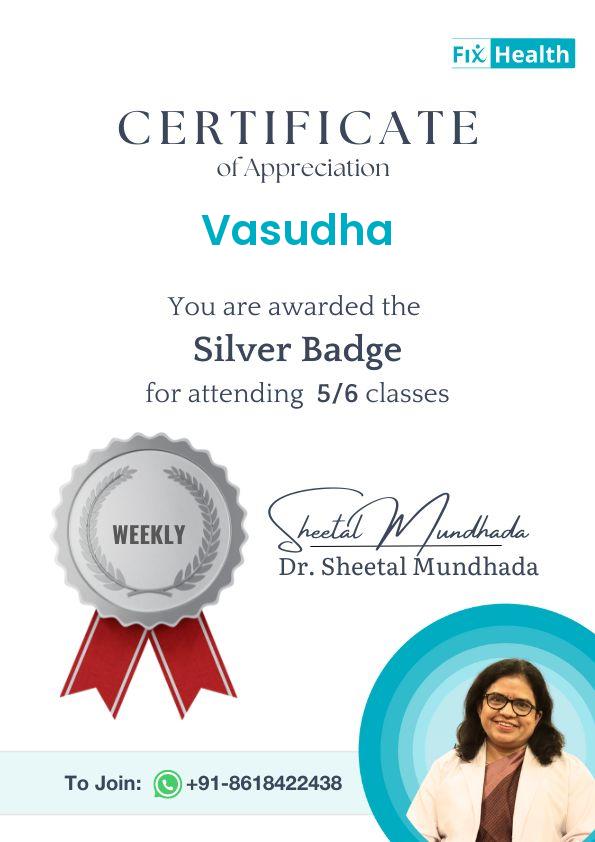 Fix Health
CERTIFICATE
of Appreciation
Vasudha
You are awarded the
Silver Badge
for attending 5/6 classes
WEEKLY
Sheetal Mundhada
Dr. Sheetal Mundhada
To Join: +91-8618422438